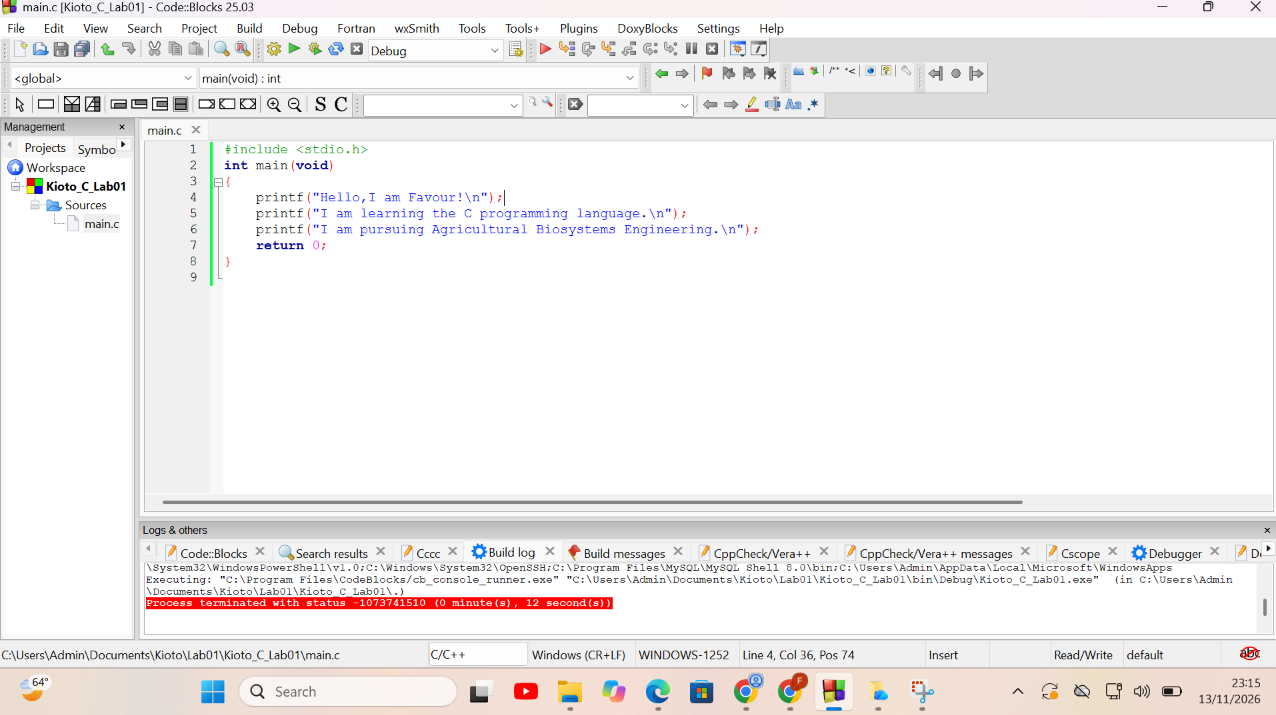 main.c [Kioto_C_Lab01] - Code::Blocks 25.03
File Edit View Search Project Build Debug Fortran wxSmith Tools Tools+ Plugins DoxyBlocks Settings Help
Debug
<global> main(void) : int
S C Aa .*
Management
main.c
Projects Symbo
Workspace
Kioto_C_Lab01
Sources
main.c
1 #include <stdio.h>
2 int main(void)
3 {
4 printf("Hello,I am Favour!\n");
5 printf("I am learning the C programming language.\n");
6 printf("I am pursuing Agricultural Biosystems Engineering.\n");
7 return 0;
8 }
9
Logs & others
Code::Blocks Search results Cccc Build log Build messages CppCheck/Vera++ CppCheck/Vera++ messages Cscope Debugger D
\System32\WindowsPowerShell\v1.0;C:\Windows\System32\OpenSSH;C:\Program Files\MySQL\MySQL Shell 8.0\bin;C:\Users\Admin\AppData\Local\Microsoft\WindowsApps
Executing: "C:\Program Files\CodeBlocks/cb_console_runner.exe" "C:\Users\Admin\Documents\Kioto\Lab01\Kioto_C_Lab01\bin\Debug\Kioto_C_Lab01.exe" (in C:\Users\Admin
\Documents\Kioto\Lab01\Kioto_C_Lab01\.)
Process terminated with status -1073741510 (0 minute(s), 12 second(s))
C:\Users\Admin\Documents\Kioto\Lab01\Kioto_C_Lab01\main.c C/C++ Windows (CR+LF) WINDOWS-1252 Line 4, Col 36, Pos 74 Insert Read/Write default
64°
Search
23:15
13/11/2026